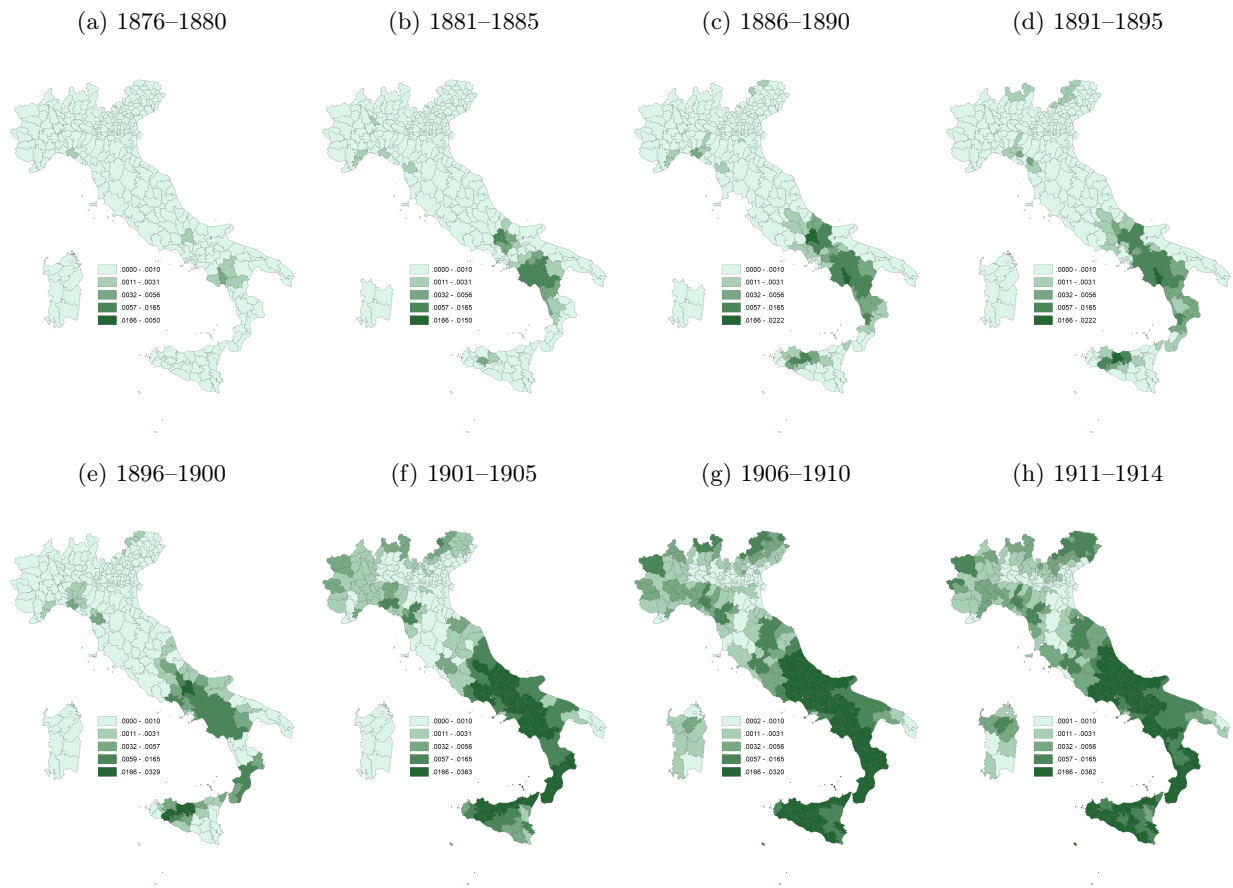 (a) 1876–1880
(b) 1881–1885
(c) 1886–1890
(d) 1891–1895
.0000 - .0010
.0011 - .0031
.0032 - .0056
.0057 - .0165
.0166 - .0050
.0000 - .0010
.0011 - .0031
.0032 - .0056
.0057 - .0165
.0166 - .0150
.0000 - .0010
.0011 - .0031
.0032 - .0056
.0057 - .0165
.0166 - .0222
.0000 - .0010
.0011 - .0031
.0032 - .0056
.0057 - .0165
.0166 - .0222
(e) 1896–1900
(f) 1901–1905
(g) 1906–1910
(h) 1911–1914
.0000 - .0010
.0011 - .0031
.0032 - .0057
.0059 - .0165
.0166 - .0329
.0000 - .0010
.0011 - .0031
.0032 - .0056
.0057 - .0165
.0166 - .0363
.0002 - .0010
.0011 - .0031
.0032 - .0056
.0057 - .0165
.0166 - .0320
.0000 - .0010
.0011 - .0031
.0032 - .0056
.0057 - .0165
.0166 - .0362